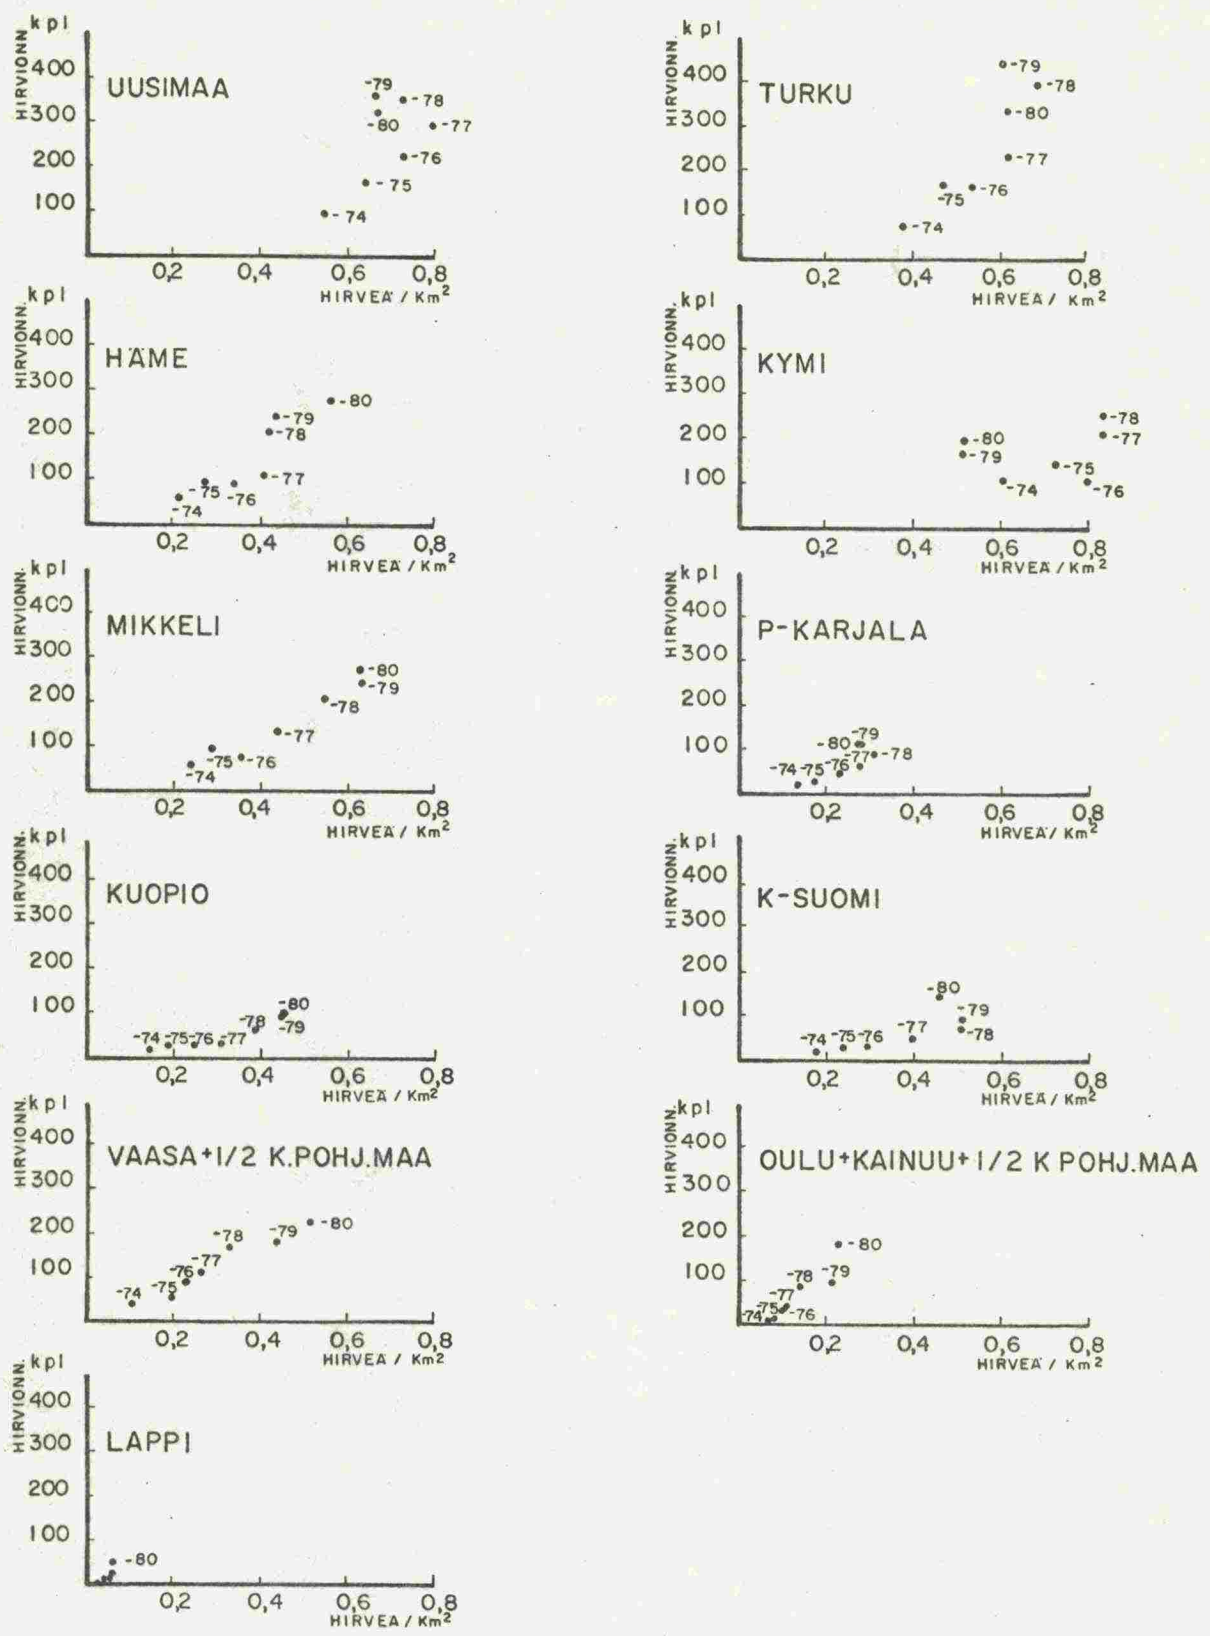 kpl
HIRVIONN.
400
300
200
100
UUSIMAA
-79
-78
-80
-77
-76
-75
-74
0,2 0,4 0,6 0,8
HIRVEÄ / Km²
kpl
HIRVIONN.
400
300
200
100
TURKU
-79
-78
-80
-77
-76
-75
-74
0,2 0,4 0,6 0,8
HIRVEÄ / Km²
kpl
HIRVIONN.
400
300
200
100
HÄME
-80
-79
-78
-77
-75
-76
-74
0,2 0,4 0,6 0,8
HIRVEÄ / Km²
kpl
HIRVIONN.
400
300
200
100
KYMI
-78
-77
-80
-79
-75
-74
-76
0,2 0,4 0,6 0,8
HIRVEÄ / Km²
kpl
HIRVIONN.
400
300
200
100
MIKKELI
-80
-79
-78
-77
-75
-76
-74
0,2 0,4 0,6 0,8
HIRVEÄ / Km²
kpl
HIRVIONN.
400
300
200
100
P-KARJALA
-79
-80
-78
-77
-76
-74 -75
0,2 0,4 0,6 0,8
HIRVEÄ / Km²
kpl
HIRVIONN.
400
300
200
100
KUOPIO
-80
-78
-79
-74 -75 -76 -77
0,2 0,4 0,6 0,8
HIRVEÄ / Km²
kpl
HIRVIONN.
400
300
200
100
K-SUOMI
-80
-79
-77
-78
-74 -75 -76
0,2 0,4 0,6 0,8
HIRVEÄ / Km²
kpl
HIRVIONN.
400
300
200
100
VAASA+1/2 K.POHJ.MAA
-80
-79
-78
-77
-76
-75
-74
0,2 0,4 0,6 0,8
HIRVEÄ / Km²
kpl
HIRVIONN.
400
300
200
100
OULU+KAINUU+1/2 K POHJ.MAA
-80
-79
-78
-77
-75
-76
-74
0,2 0,4 0,6 0,8
HIRVEÄ / Km²
kpl
HIRVIONN.
400
300
200
100
LAPPI
-80
0,2 0,4 0,6 0,8
HIRVEÄ / Km²